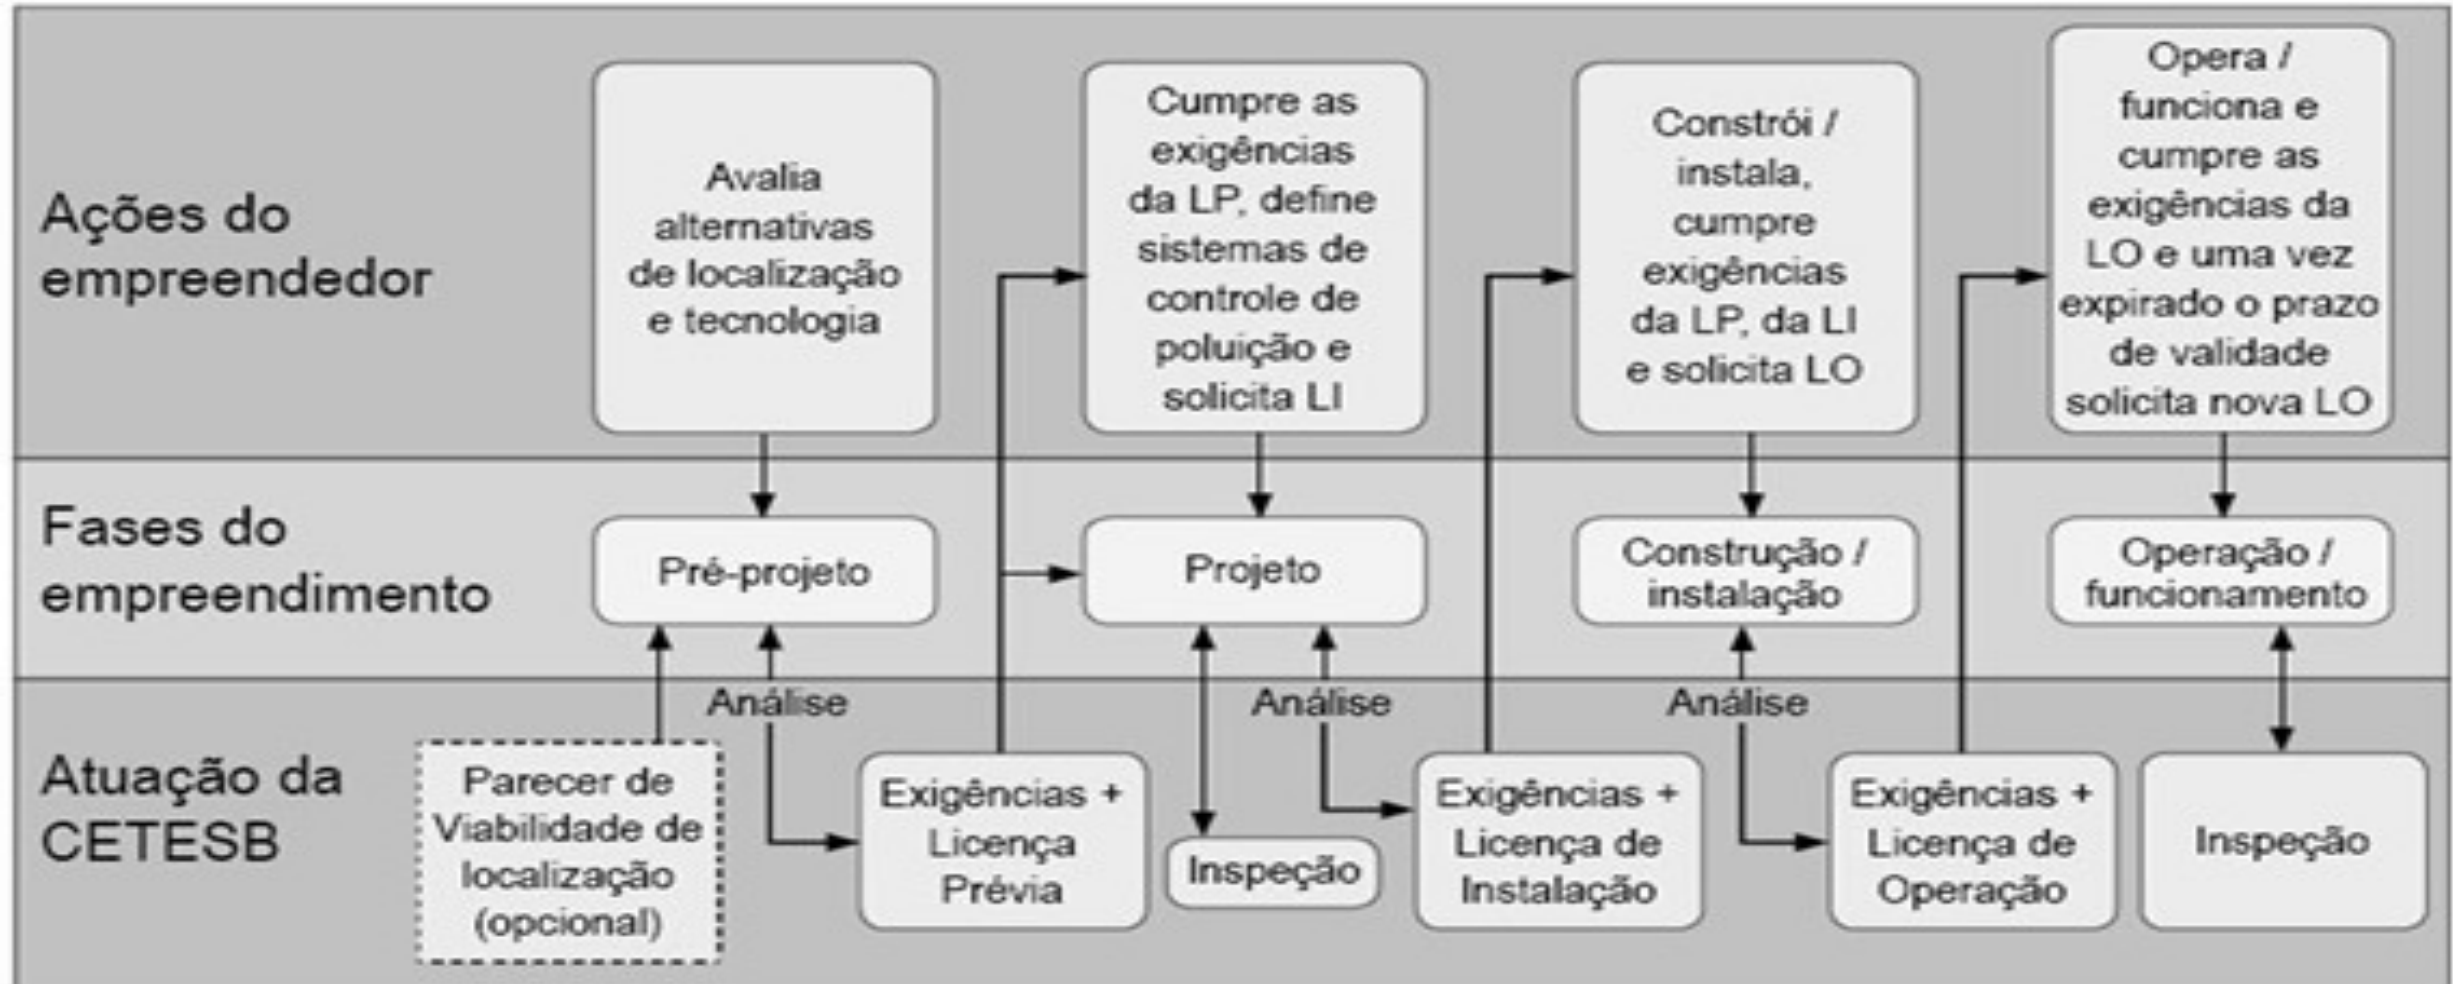 Ações do
empreendedor
Avalia
alternativas
de localização
e tecnologia
Cumpre as
exigências
da LP, define
sistemas de
controle de
poluição e
solicita LI
Constrói /
instala,
cumpre
exigências
da LP, da LI
e solicita LO
Opera /
funciona e
cumpre as
exigências da
LO e uma vez
expirado o prazo
de validade
solicita nova LO
Fases do
empreendimento
Pré-projeto
Projeto
Construção /
instalação
Operação /
funcionamento
Atuação da
CETESB
Parecer de
Viabilidade de
localização
(opcional)
Análise
Exigências +
Licença
Prévia
Inspeção
Análise
Exigências +
Licença de
Instalação
Análise
Exigências +
Licença de
Operação
Inspeção